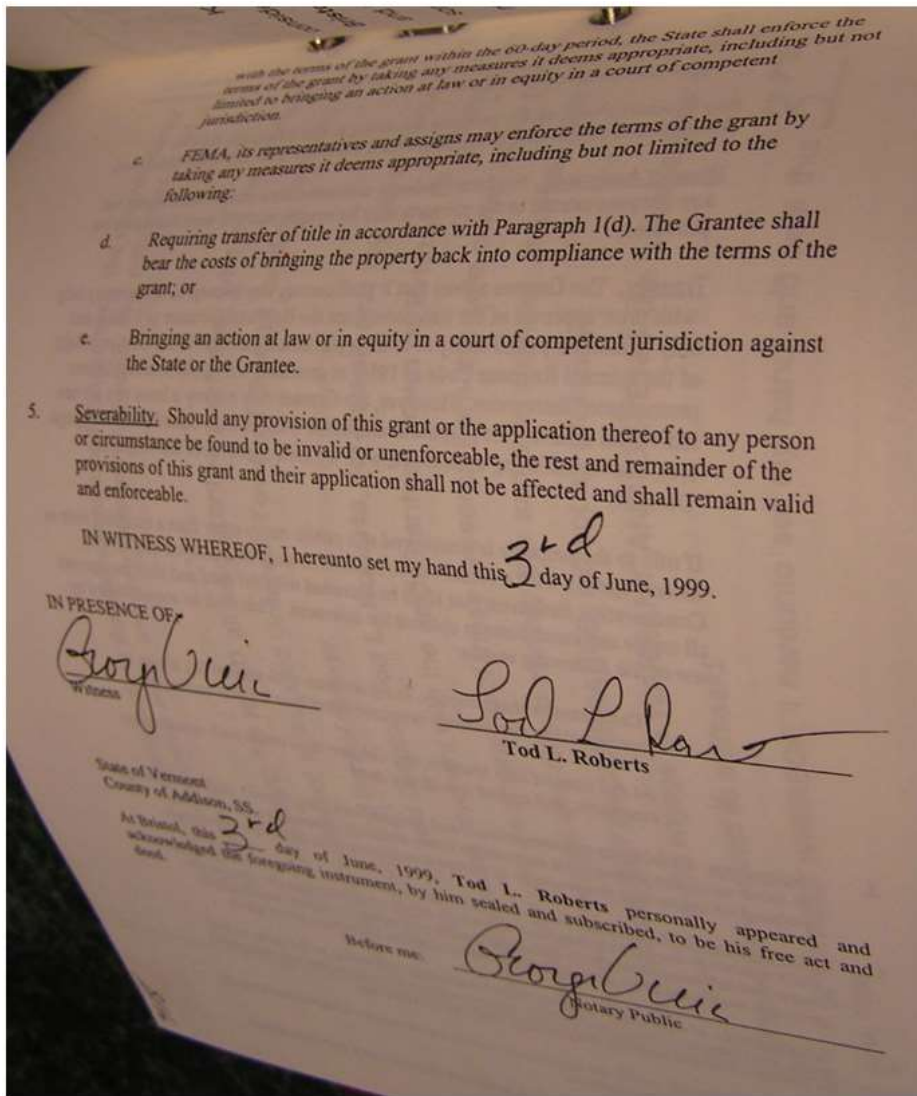 with the terms of the grant within the 60-day period, the State shall enforce the
terms of the grant by taking any measures it deems appropriate, including but not
limited to bringing an action at law or in equity in a court of competent
jurisdiction.
c. FEMA, its representatives and assigns may enforce the terms of the grant by
taking any measures it deems appropriate, including but not limited to the
following:
d. Requiring transfer of title in accordance with Paragraph 1(d). The Grantee shall
bear the costs of bringing the property back into compliance with the terms of the
grant; or
e. Bringing an action at law or in equity in a court of competent jurisdiction against
the State or the Grantee.
5. Severability. Should any provision of this grant or the application thereof to any person
or circumstance be found to be invalid or unenforceable, the rest and remainder of the
provisions of this grant and their application shall not be affected and shall remain valid
and enforceable.
IN WITNESS WHEREOF, I hereunto set my hand this 3rd day of June, 1999.
IN PRESENCE OF:
Witness
Tod L. Roberts
State of Vermont
County of Addison, SS.
At Bristol, this 3rd day of June, 1999, Tod L. Roberts personally appeared and
acknowledged the foregoing instrument, by him sealed and subscribed, to be his free act and
deed.
Before me:
Notary Public